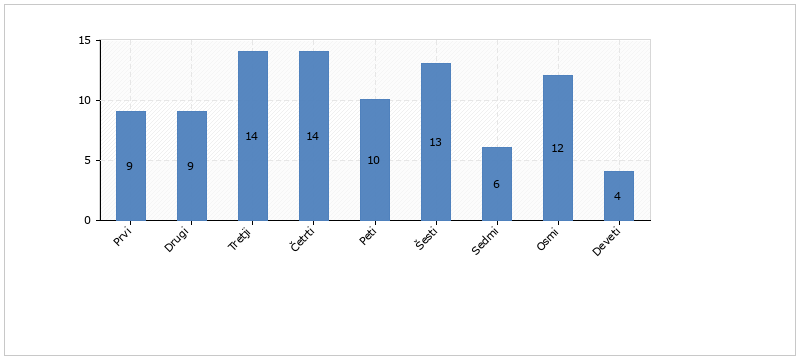 15
10
5
0
9
9
14
14
10
13
6
12
4
Prvi
Drugi
Tretji
Četrti
Peti
Šesti
Sedmi
Osmi
Deveti